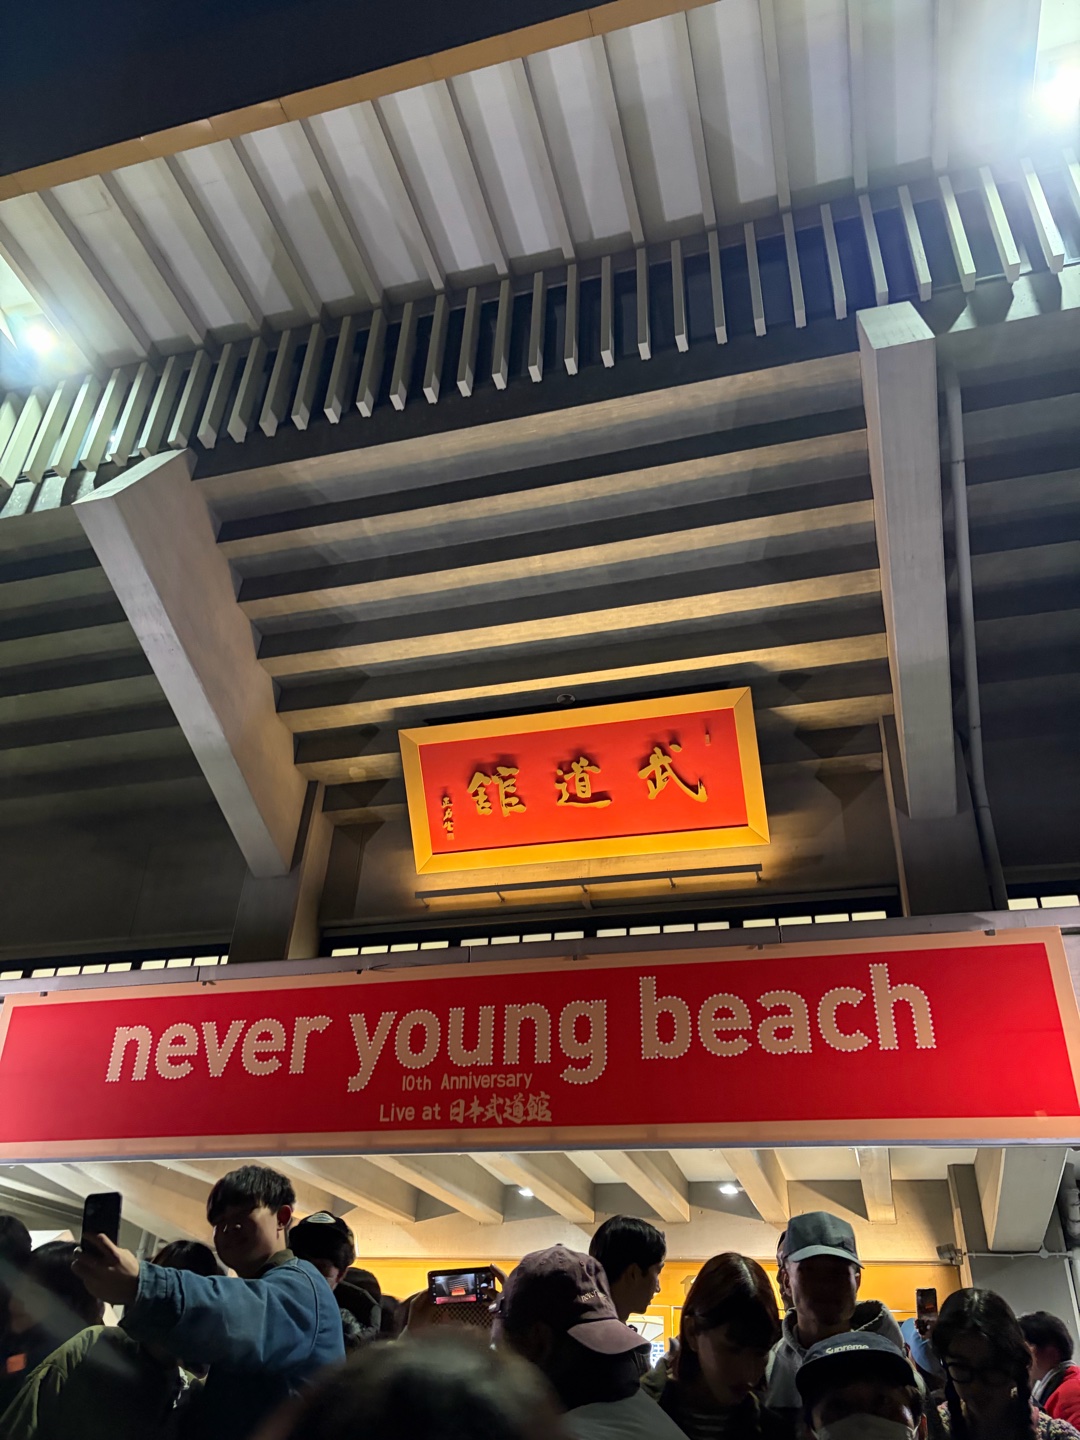 武道館
never young beach
10th Anniversary
Live at 日本武道館
Supreme